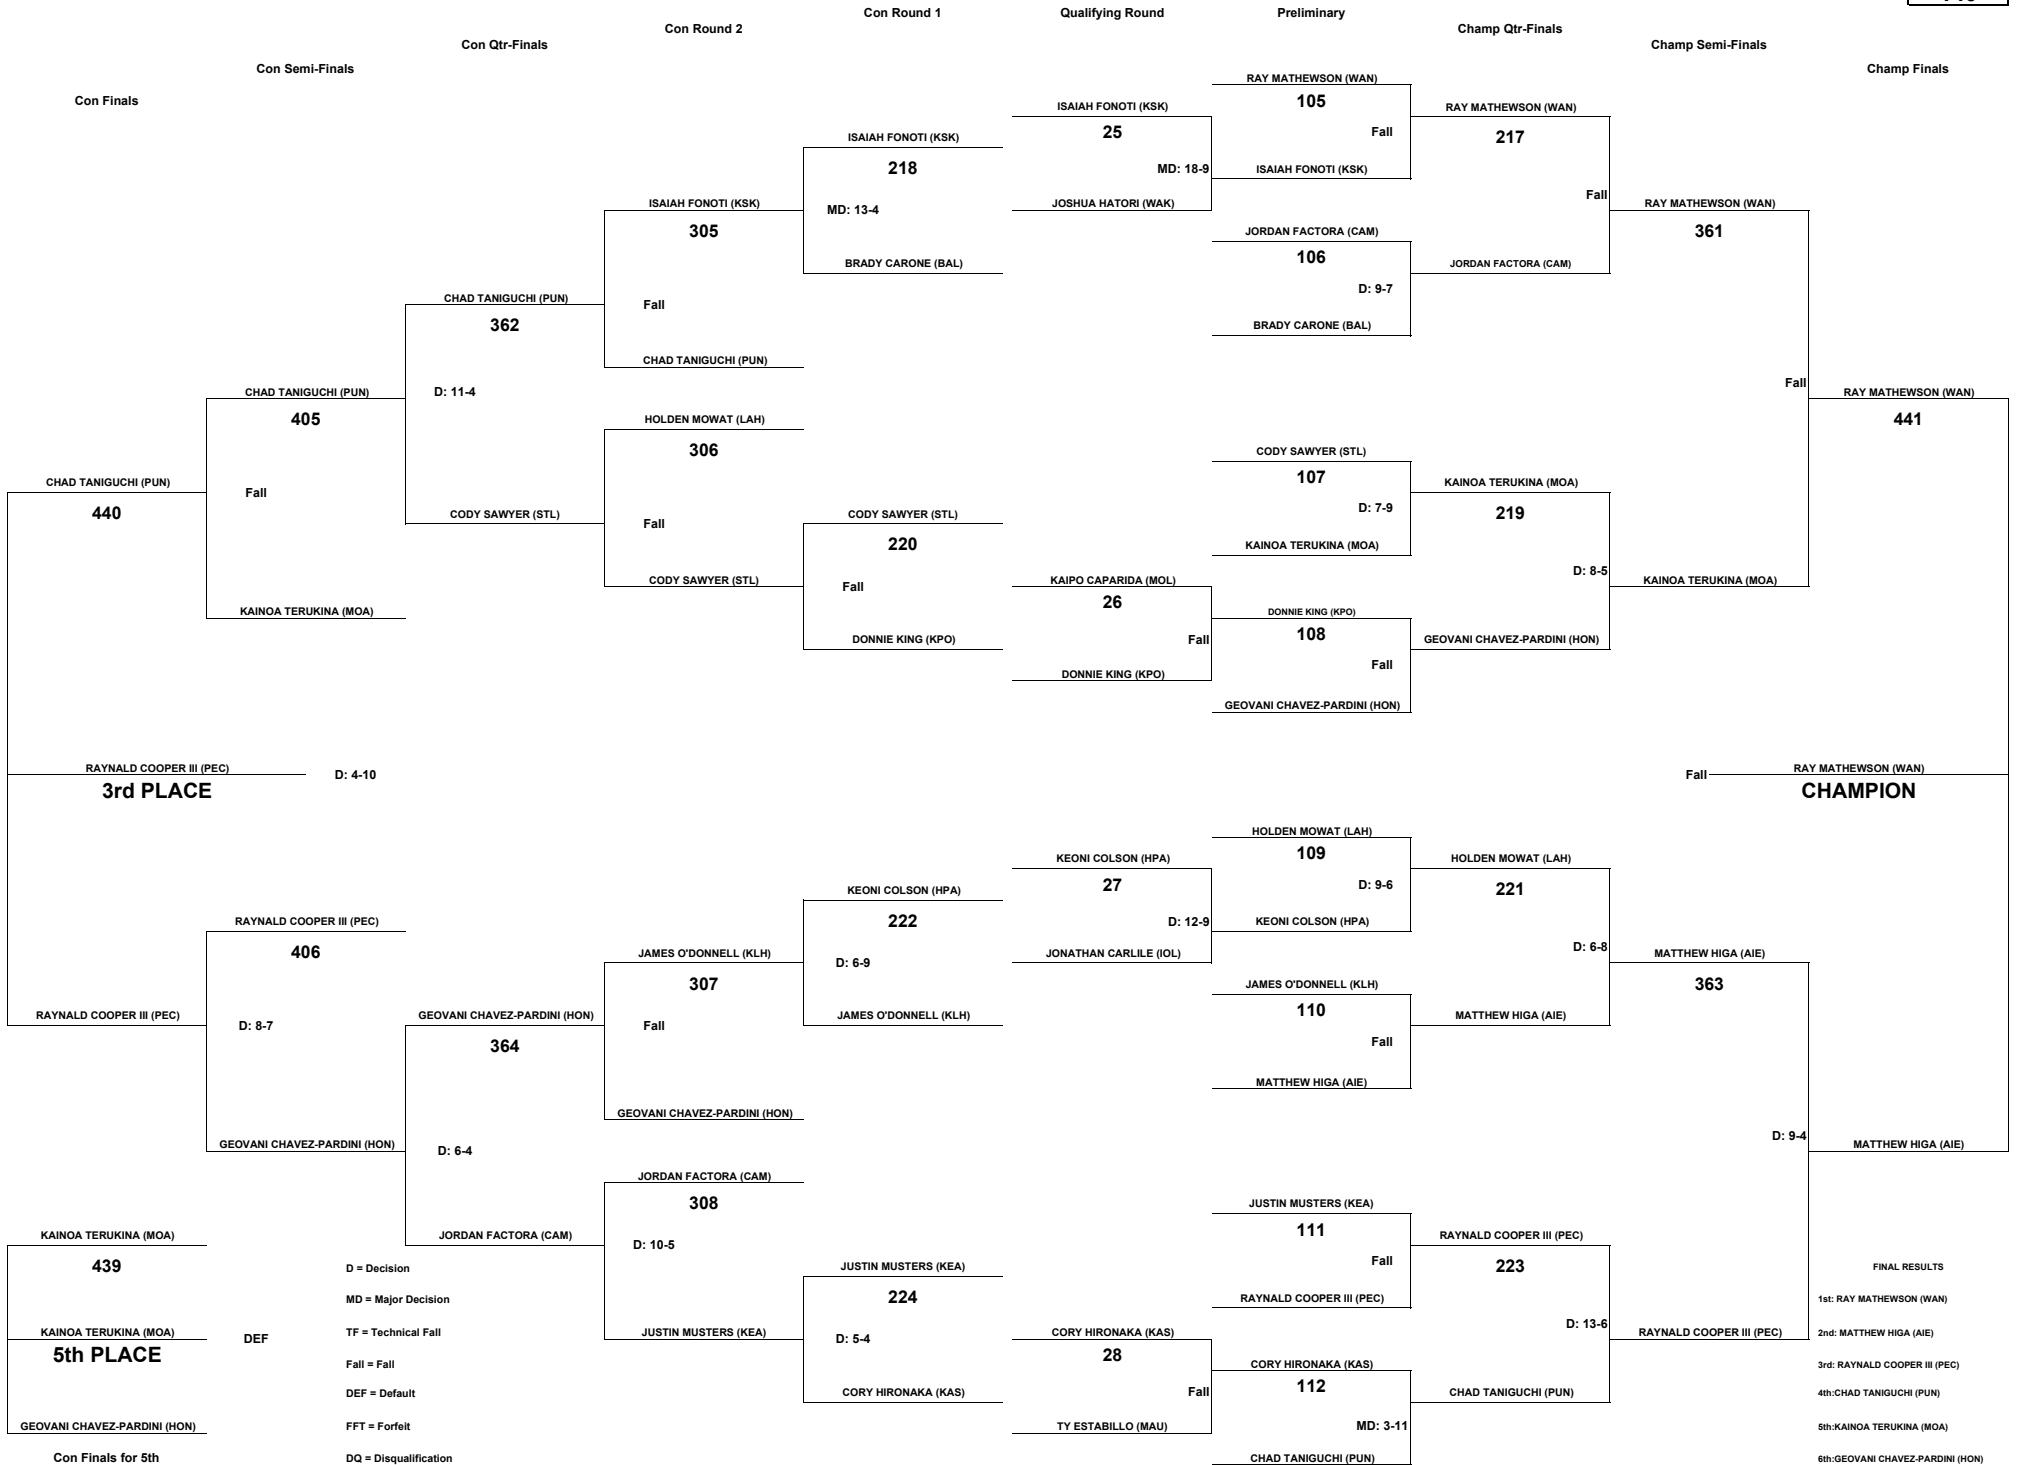 Con Round 1
Qualifying Round
Preliminary
Con Round 2
Champ Qtr-Finals
Con Qtr-Finals
Champ Semi-Finals
Con Semi-Finals
Champ Finals
Con Finals
RAY MATHEWSON (WAN)
105
Fall
ISAIAH FONOTI (KSK)
JORDAN FACTORA (CAM)
106
D: 9-7
BRADY CARONE (BAL)
CODY SAWYER (STL)
107
D: 7-9
KAINOA TERUKINA (MOA)
DONNIE KING (KPO)
108
Fall
GEOVANI CHAVEZ-PARDINI (HON)
HOLDEN MOWAT (LAH)
109
D: 9-6
KEONI COLSON (HPA)
JAMES O'DONNELL (KLH)
110
Fall
MATTHEW HIGA (AIE)
JUSTIN MUSTERS (KEA)
111
Fall
RAYNALD COOPER III (PEC)
CORY HIRONAKA (KAS)
112
MD: 3-11
CHAD TANIGUCHI (PUN)
ISAIAH FONOTI (KSK)
25
MD: 18-9
JOSHUA HATORI (WAK)
KAIPO CAPARIDA (MOL)
26
Fall
DONNIE KING (KPO)
KEONI COLSON (HPA)
27
D: 12-9
JONATHAN CARLILE (IOL)
CORY HIRONAKA (KAS)
28
Fall
TY ESTABILLO (MAU)
RAY MATHEWSON (WAN)
217
Fall
JORDAN FACTORA (CAM)
KAINOA TERUKINA (MOA)
219
D: 8-5
GEOVANI CHAVEZ-PARDINI (HON)
HOLDEN MOWAT (LAH)
221
D: 6-8
MATTHEW HIGA (AIE)
RAYNALD COOPER III (PEC)
223
D: 13-6
CHAD TANIGUCHI (PUN)
RAY MATHEWSON (WAN)
361
Fall
KAINOA TERUKINA (MOA)
MATTHEW HIGA (AIE)
363
D: 9-4
RAYNALD COOPER III (PEC)
RAY MATHEWSON (WAN)
441
Fall
RAY MATHEWSON (WAN)
CHAMPION
MATTHEW HIGA (AIE)
ISAIAH FONOTI (KSK)
218
MD: 13-4
BRADY CARONE (BAL)
CODY SAWYER (STL)
220
Fall
DONNIE KING (KPO)
KEONI COLSON (HPA)
222
D: 6-9
JAMES O'DONNELL (KLH)
JUSTIN MUSTERS (KEA)
224
D: 5-4
CORY HIRONAKA (KAS)
ISAIAH FONOTI (KSK)
305
Fall
CHAD TANIGUCHI (PUN)
HOLDEN MOWAT (LAH)
306
Fall
CODY SAWYER (STL)
JAMES O'DONNELL (KLH)
307
Fall
GEOVANI CHAVEZ-PARDINI (HON)
JORDAN FACTORA (CAM)
308
D: 10-5
JUSTIN MUSTERS (KEA)
CHAD TANIGUCHI (PUN)
362
D: 11-4
CODY SAWYER (STL)
GEOVANI CHAVEZ-PARDINI (HON)
364
D: 6-4
JORDAN FACTORA (CAM)
CHAD TANIGUCHI (PUN)
405
Fall
KAINOA TERUKINA (MOA)
RAYNALD COOPER III (PEC)
406
D: 8-7
GEOVANI CHAVEZ-PARDINI (HON)
CHAD TANIGUCHI (PUN)
440
RAYNALD COOPER III (PEC)
D: 4-10
3rd PLACE
RAYNALD COOPER III (PEC)
KAINOA TERUKINA (MOA)
439
KAINOA TERUKINA (MOA)
DEF
5th PLACE
GEOVANI CHAVEZ-PARDINI (HON)
Con Finals for 5th
D = Decision
MD = Major Decision
TF = Technical Fall
Fall = Fall
DEF = Default
FFT = Forfeit
DQ = Disqualification
FINAL RESULTS
1st: RAY MATHEWSON (WAN)
2nd: MATTHEW HIGA (AIE)
3rd: RAYNALD COOPER III (PEC)
4th:CHAD TANIGUCHI (PUN)
5th:KAINOA TERUKINA (MOA)
6th:GEOVANI CHAVEZ-PARDINI (HON)